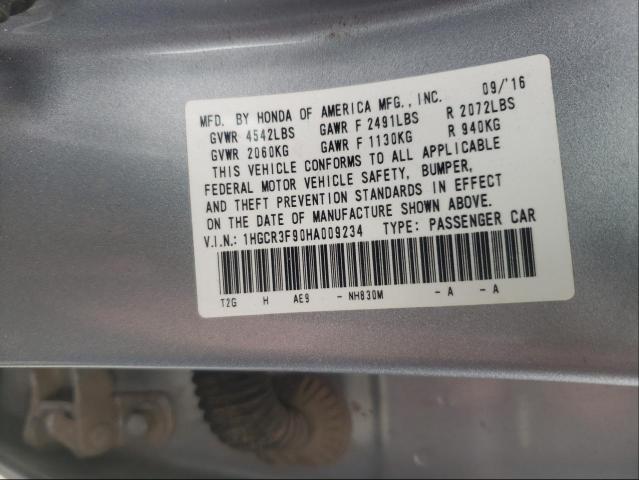 MFD. BY HONDA OF AMERICA MFG., INC. 09/'16
GVWR 4542LBS GAWR F 2491LBS R 2072LBS
GVWR 2060KG GAWR F 1130KG R 940KG
THIS VEHICLE CONFORMS TO ALL APPLICABLE
FEDERAL MOTOR VEHICLE SAFETY, BUMPER,
AND THEFT PREVENTION STANDARDS IN EFFECT
ON THE DATE OF MANUFACTURE SHOWN ABOVE.
V.I.N.: 1HGCR3F90HA009234 TYPE: PASSENGER CAR
T2G H AE9 - NH830M - A - A